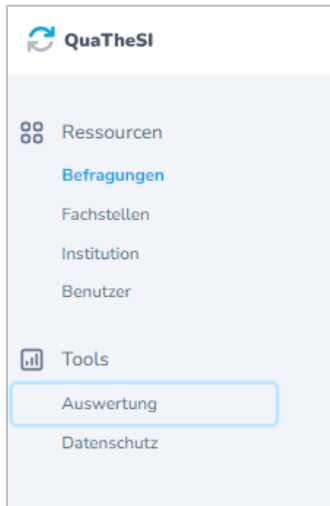 QuaTheSI
Ressourcen
Befragungen
Fachstellen
Institution
Benutzer
Tools
Auswertung
Datenschutz